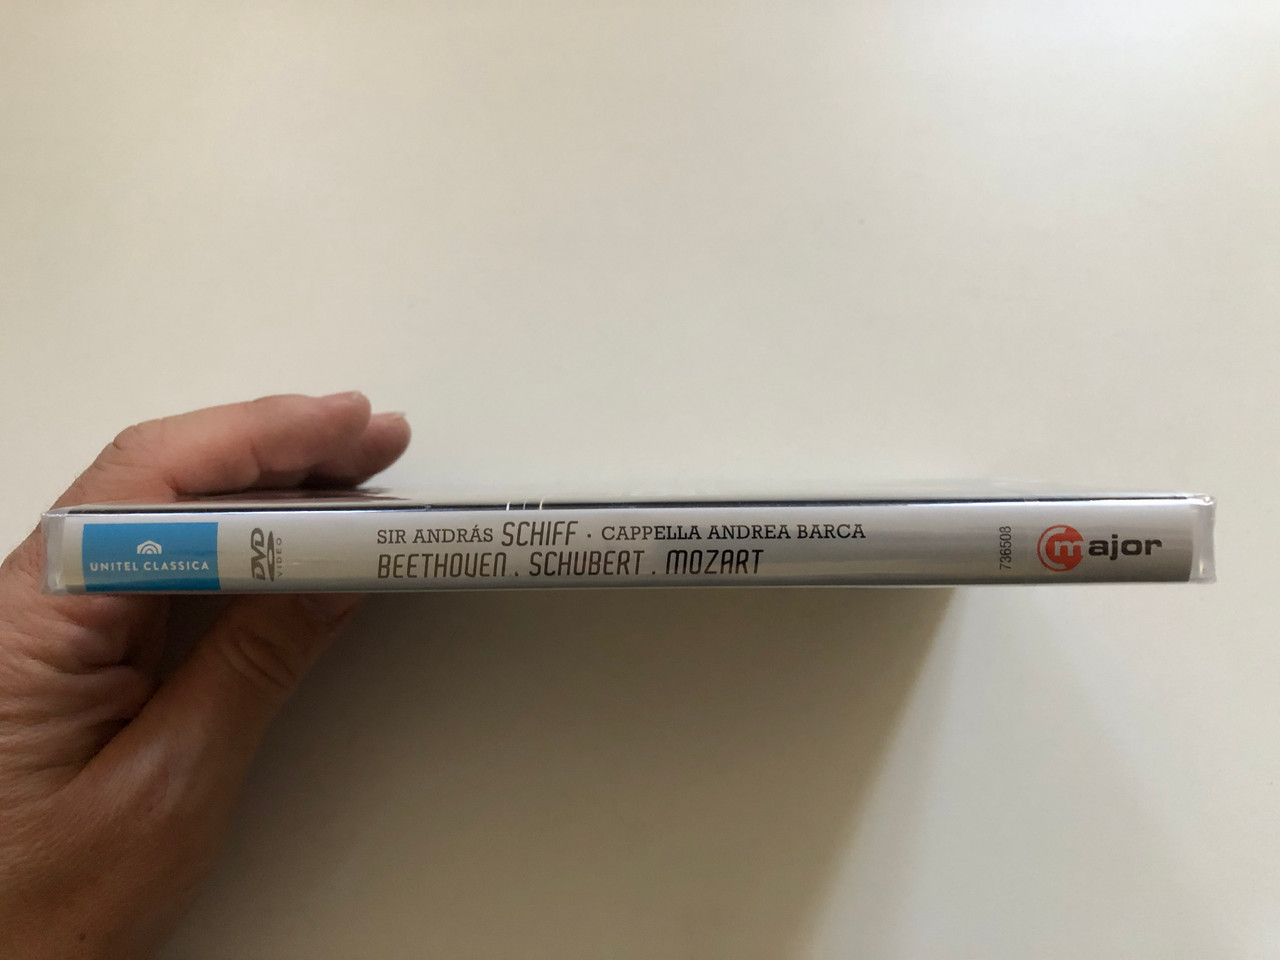 UNITEL CLASSICA
DVD
VIDEO
SIR ANDRÁS SCHIFF · CAPPELLA ANDREA BARCA
BEETHOVEN . SCHUBERT . MOZART
736508
major